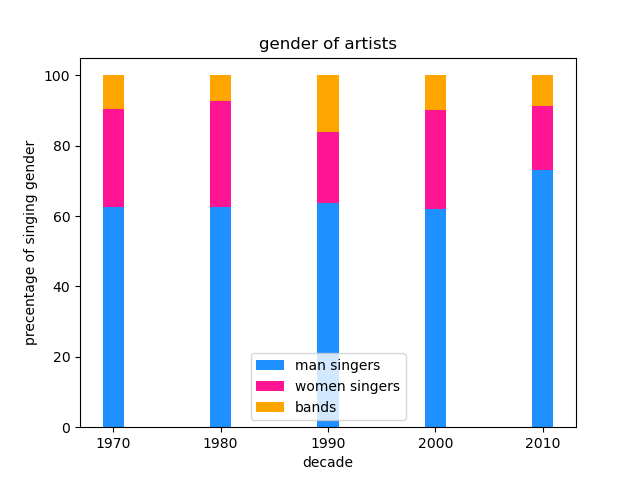 gender of artists
precentage of singing gender
100
80
60
40
20
0
man singers
women singers
bands
1970 1980 1990 2000 2010
decade